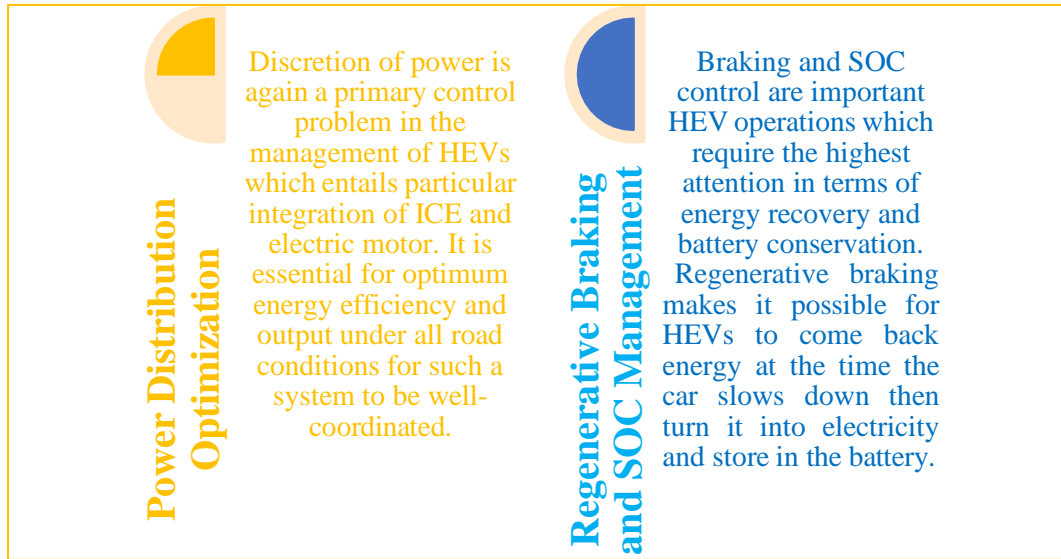 Power Distribution
Optimization
Discretion of power is
again a primary control
problem in the
management of HEVs
which entails particular
integration of ICE and
electric motor. It is
essential for optimum
energy efficiency and
output under all road
conditions for such a
system to be well-
coordinated.
Regenerative Braking
and SOC Management
Braking and SOC
control are important
HEV operations which
require the highest
attention in terms of
energy recovery and
battery conservation.
Regenerative braking
makes it possible for
HEVs to come back
energy at the time the
car slows down then
turn it into electricity
and store in the battery.